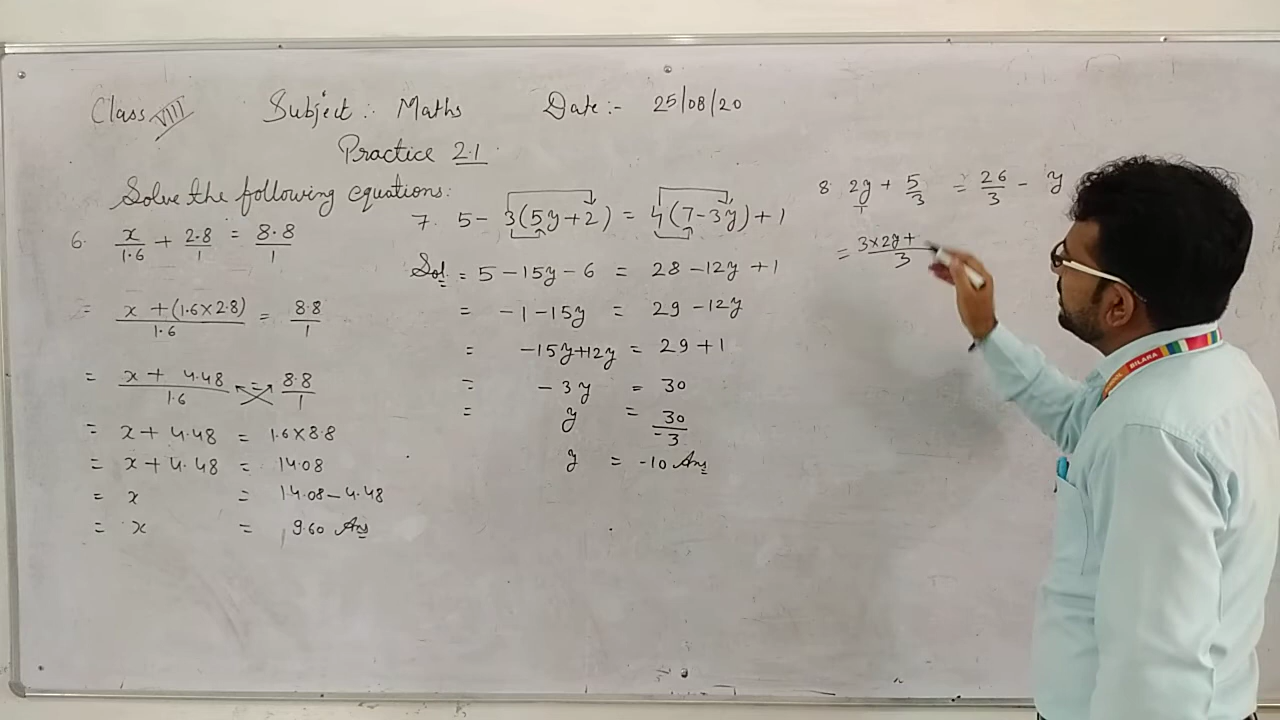 Class VIII Subject :. Maths Date :- 25/08/20
Practice 2.1
Solve the following equations:
6. x/1.6 + 2.8/1 = 8.8/1
= x + (1.6×2.8)/1.6 = 8.8/1
= x + 4.48/1.6 = 8.8/1
= x + 4.48 = 1.6×8.8
= x + 4.48 = 14.08
= x = 14.08 - 4.48
= x = 9.60 Ans
7. 5 - 3(5y+2) = 4(7-3y)+1
Sol. = 5 - 15y - 6 = 28 - 12y + 1
= -1 - 15y = 29 - 12y
= -15y+12y = 29+1
= -3y = 30
= y = 30/-3
y = -10 Ans
8. 2y/1 + 5/3 = 26/3 - y
= 3×2y+/3
BILARA